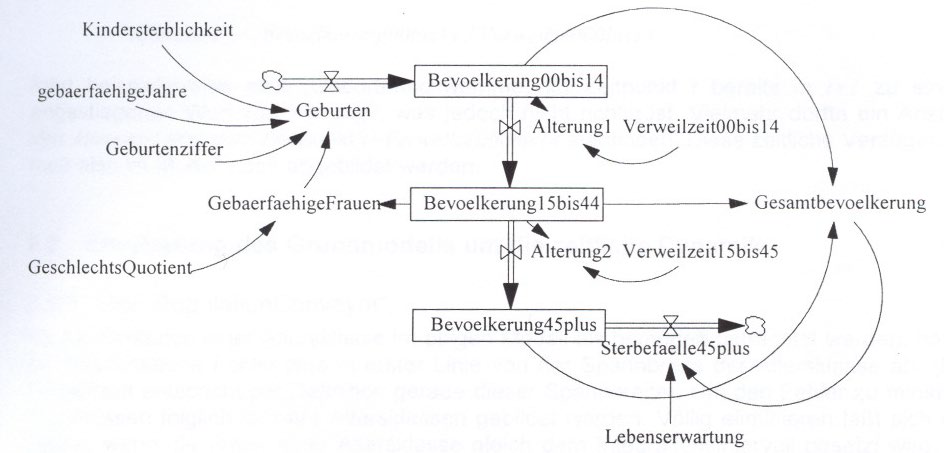 Kindersterblichkeit
Bevoelkerung00bis14
gebaerfaehigeJahre
Geburten
Alterung1 Verweilzeit00bis14
Geburtenziffer
GebaerfaehigeFrauen
Bevoelkerung15bis44
Gesamtbevoelkerung
GeschlechtsQuotient
Alterung2 Verweilzeit15bis45
Bevoelkerung45plus
Sterbefaelle45plus
Lebenserwartung